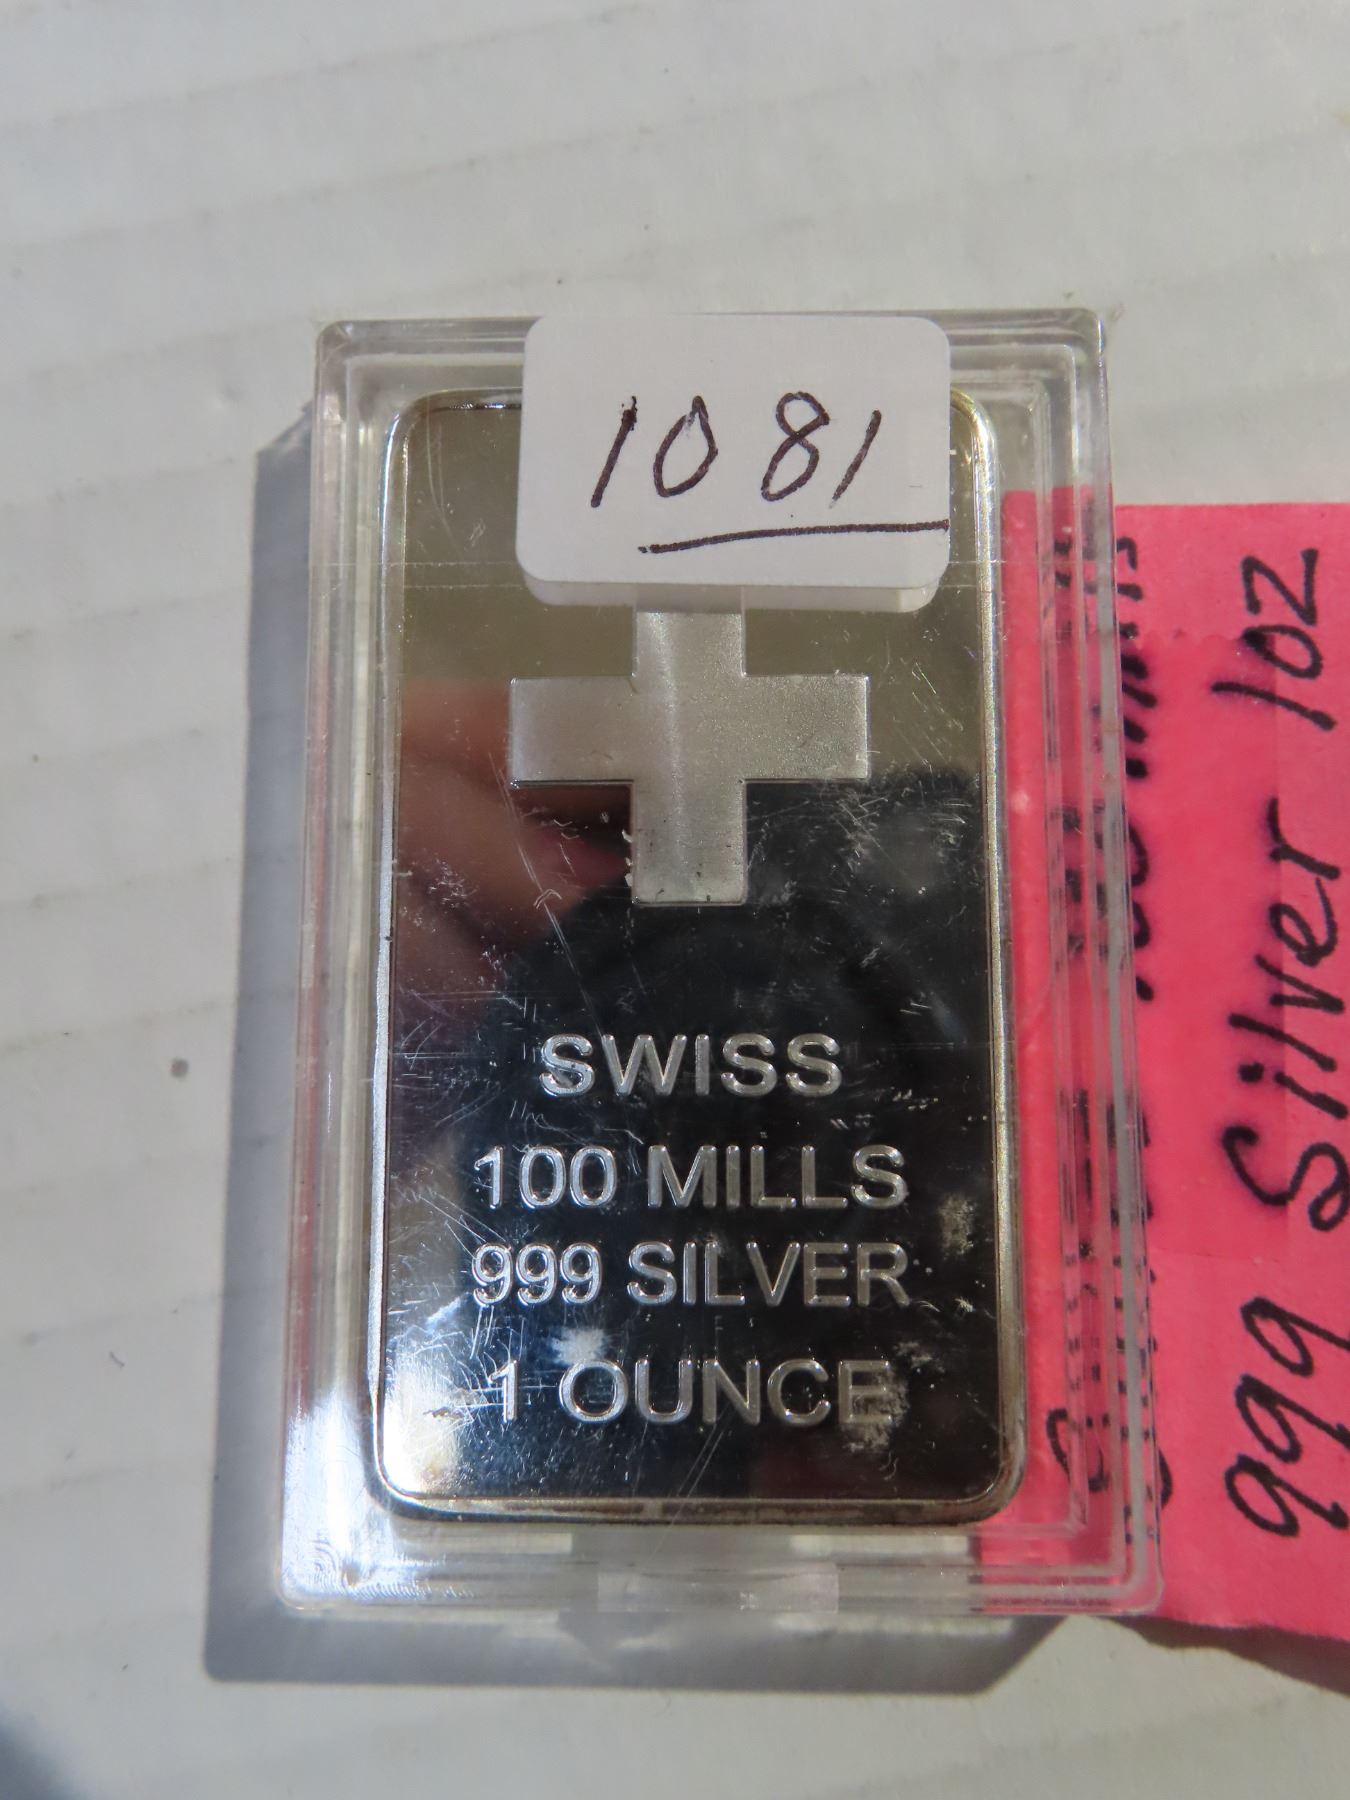 1081
SWISS
100 MILLS
999 SILVER
1 OUNCE
999 Silver 1oz